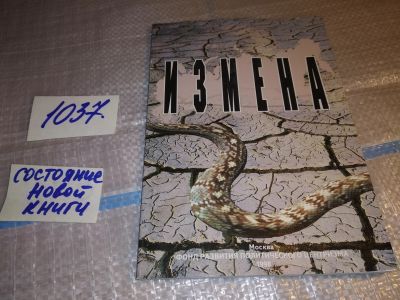 1037
состояние
новой
книги
ИЗМЕНА
Москва
ФОНД РАЗВИТИЯ ПОЛИТИЧЕСКОГО ЦЕНТРИЗМА